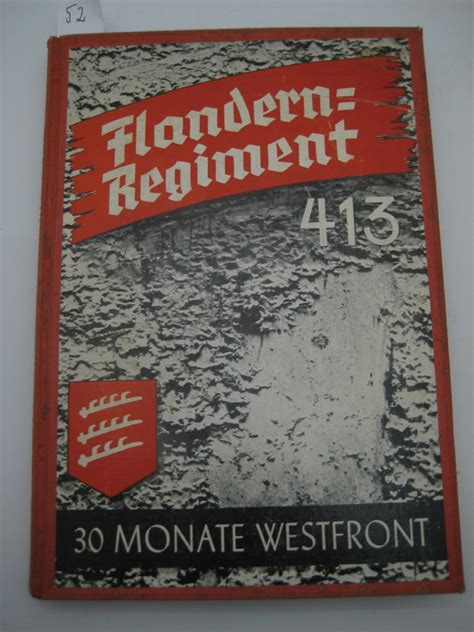 52
Flandern=
Regiment
413
30 MONATE WESTFRONT